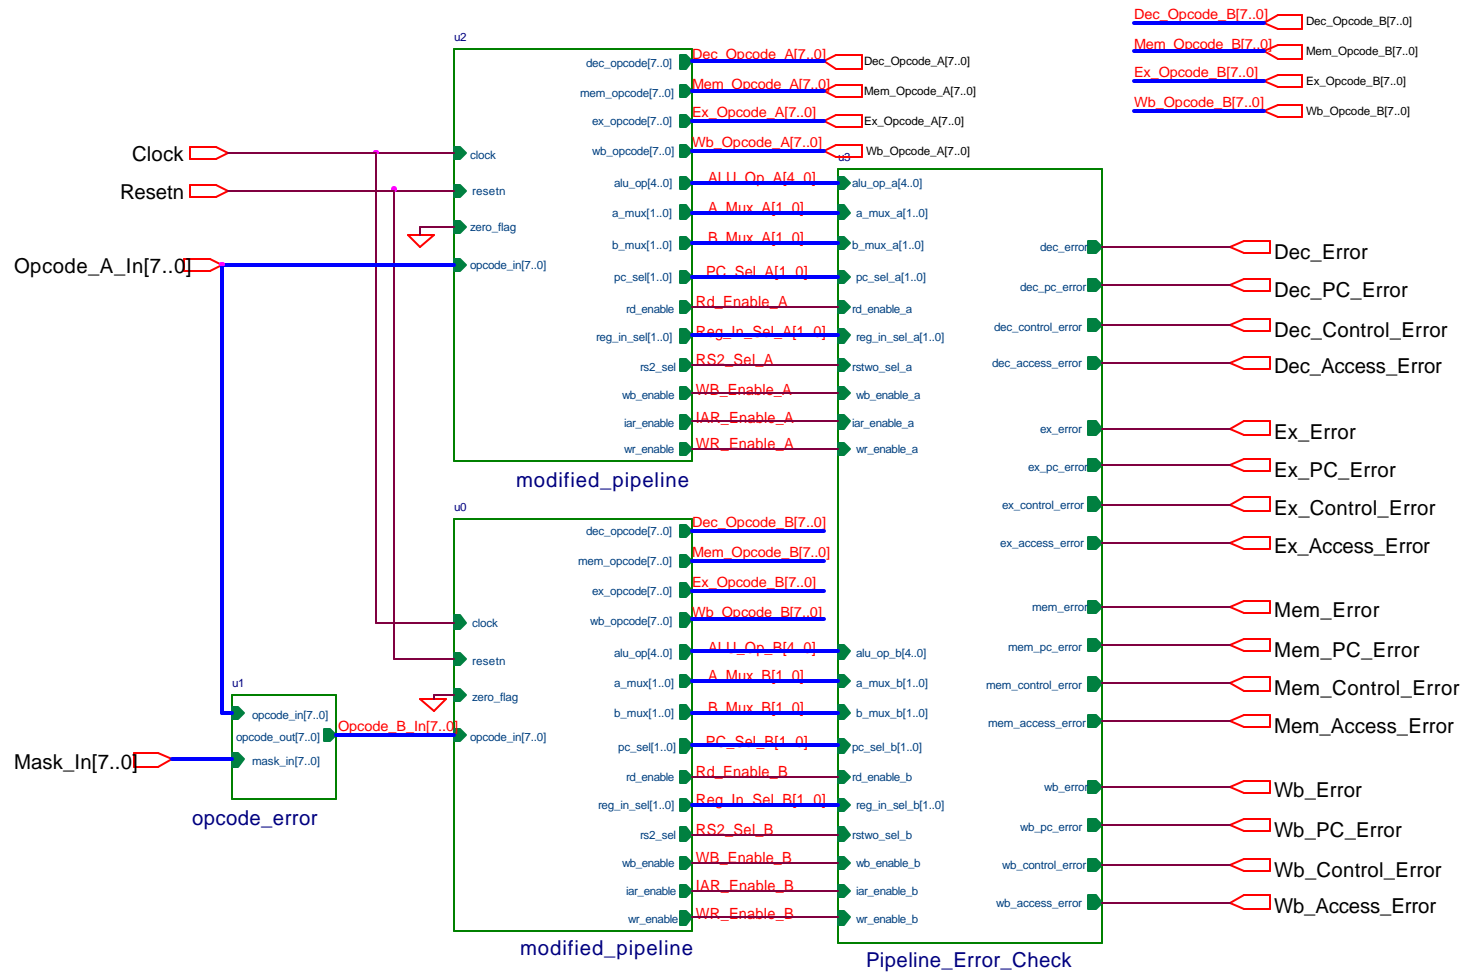 Dec_Opcode_B[7..0] Dec_Opcode_B[7..0]
Mem_Opcode_B[7..0] Mem_Opcode_B[7..0]
Ex_Opcode_B[7..0] Ex_Opcode_B[7..0]
Wb_Opcode_B[7..0] Wb_Opcode_B[7..0]
u2
dec_opcode[7..0] Dec_Opcode_A[7..0] Dec_Opcode_A[7..0]
mem_opcode[7..0] Mem_Opcode_A[7..0] Mem_Opcode_A[7..0]
ex_opcode[7..0] Ex_Opcode_A[7..0] Ex_Opcode_A[7..0]
wb_opcode[7..0] Wb_Opcode_A[7..0] Wb_Opcode_A[7..0]
Clock clock
Resetn resetn
zero_flag
Opcode_A_In[7..0] opcode_in[7..0]
u3
alu_op[4..0] ALU_Op_A[4..0] alu_op_a[4..0]
a_mux[1..0] A_Mux_A[1..0] a_mux_a[1..0]
b_mux[1..0] B_Mux_A[1..0] b_mux_a[1..0]
pc_sel[1..0] PC_Sel_A[1..0] pc_sel_a[1..0]
rd_enable Rd_Enable_A rd_enable_a
reg_in_sel[1..0] Reg_In_Sel_A[1..0] reg_in_sel_a[1..0]
rs2_sel RS2_Sel_A rstwo_sel_a
wb_enable WB_Enable_A wb_enable_a
iar_enable IAR_Enable_A iar_enable_a
wr_enable WR_Enable_A wr_enable_a
modified_pipeline
dec_error Dec_Error
dec_pc_error Dec_PC_Error
dec_control_error Dec_Control_Error
dec_access_error Dec_Access_Error
ex_error Ex_Error
ex_pc_error Ex_PC_Error
ex_control_error Ex_Control_Error
ex_access_error Ex_Access_Error
mem_error Mem_Error
mem_pc_error Mem_PC_Error
mem_control_error Mem_Control_Error
mem_access_error Mem_Access_Error
wb_error Wb_Error
wb_pc_error Wb_PC_Error
wb_control_error Wb_Control_Error
wb_access_error Wb_Access_Error
u0
dec_opcode[7..0] Dec_Opcode_B[7..0]
mem_opcode[7..0] Mem_Opcode_B[7..0]
ex_opcode[7..0] Ex_Opcode_B[7..0]
wb_opcode[7..0] Wb_Opcode_B[7..0]
clock
resetn
zero_flag
opcode_in[7..0]
alu_op[4..0] ALU_Op_B[4..0] alu_op_b[4..0]
a_mux[1..0] A_Mux_B[1..0] a_mux_b[1..0]
b_mux[1..0] B_Mux_B[1..0] b_mux_b[1..0]
pc_sel[1..0] PC_Sel_B[1..0] pc_sel_b[1..0]
rd_enable Rd_Enable_B rd_enable_b
reg_in_sel[1..0] Reg_In_Sel_B[1..0] reg_in_sel_b[1..0]
rs2_sel RS2_Sel_B rstwo_sel_b
wb_enable WB_Enable_B wb_enable_b
iar_enable IAR_Enable_B iar_enable_b
wr_enable WR_Enable_B wr_enable_b
modified_pipeline
Pipeline_Error_Check
u1
opcode_in[7..0]
opcode_out[7..0] Opcode_B_In[7..0]
Mask_In[7..0] mask_in[7..0]
opcode_error